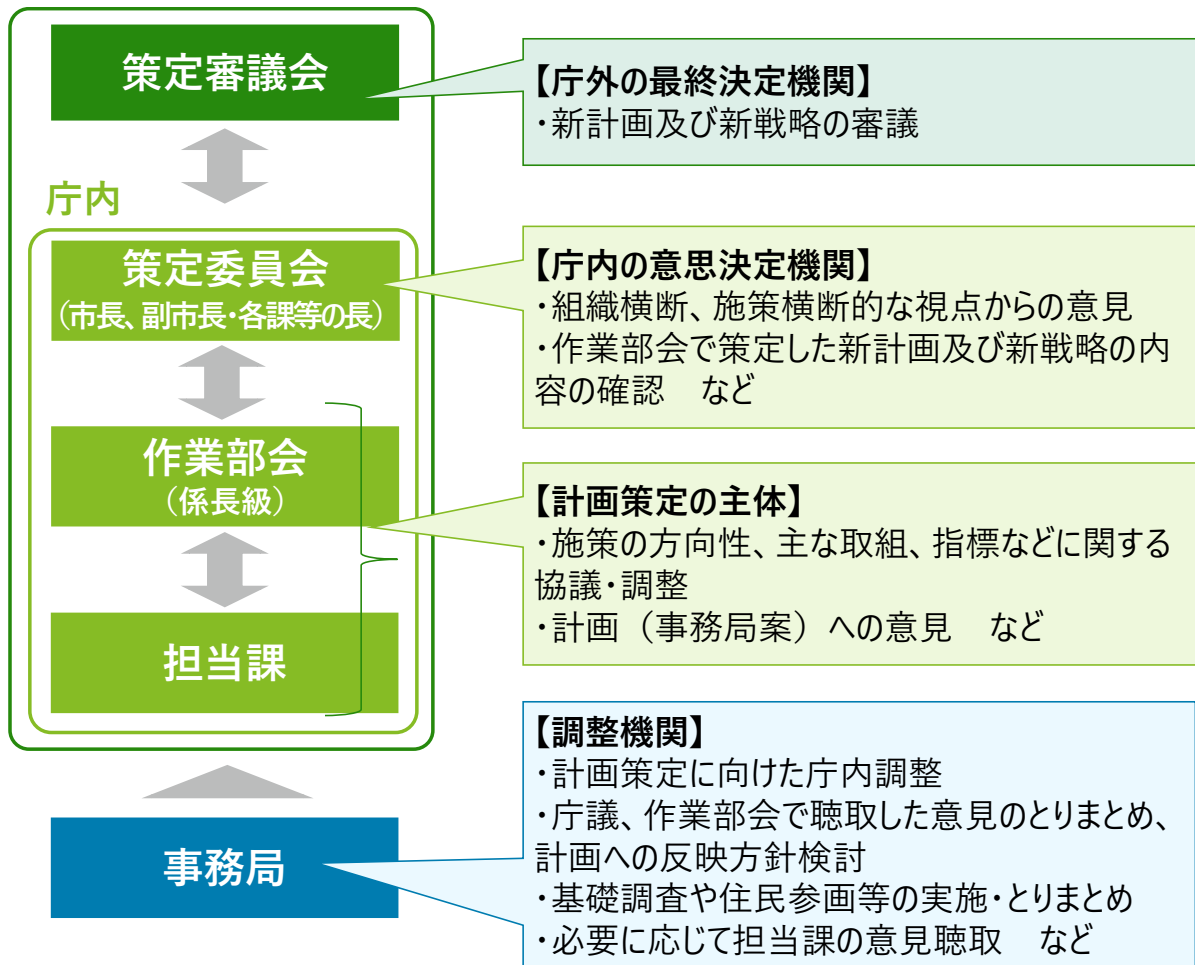 策定審議会
【庁外の最終決定機関】
・新計画及び新戦略の審議
庁内
策定委員会
（市長、副市長・各課等の長）
【庁内の意思決定機関】
・組織横断、施策横断的な視点からの意見
・作業部会で策定した新計画及び新戦略の内
容の確認　など
作業部会
（係長級）
【計画策定の主体】
・施策の方向性、主な取組、指標などに関する
協議・調整
・計画（事務局案）への意見　など
担当課
事務局
【調整機関】
・計画策定に向けた庁内調整
・庁議、作業部会で聴取した意見のとりまとめ、
計画への反映方針検討
・基礎調査や住民参画等の実施・とりまとめ
・必要に応じて担当課の意見聴取　など